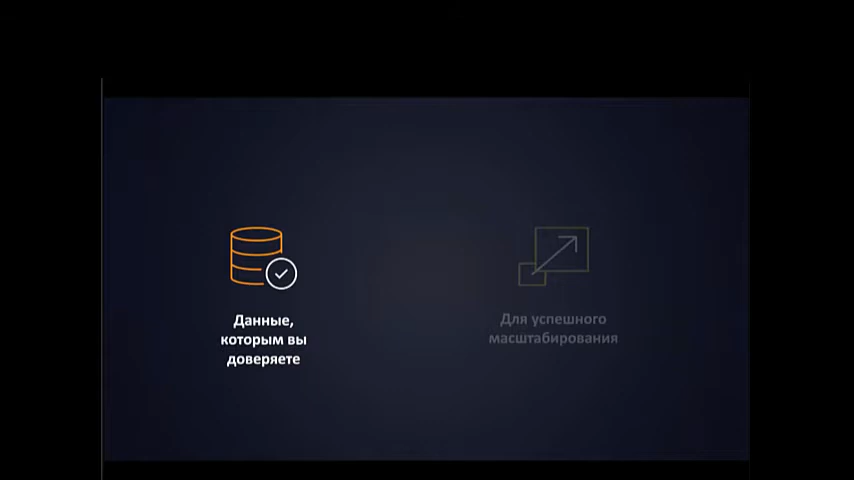 Данные,
которым вы
доверяете
Для успешного
масштабирования